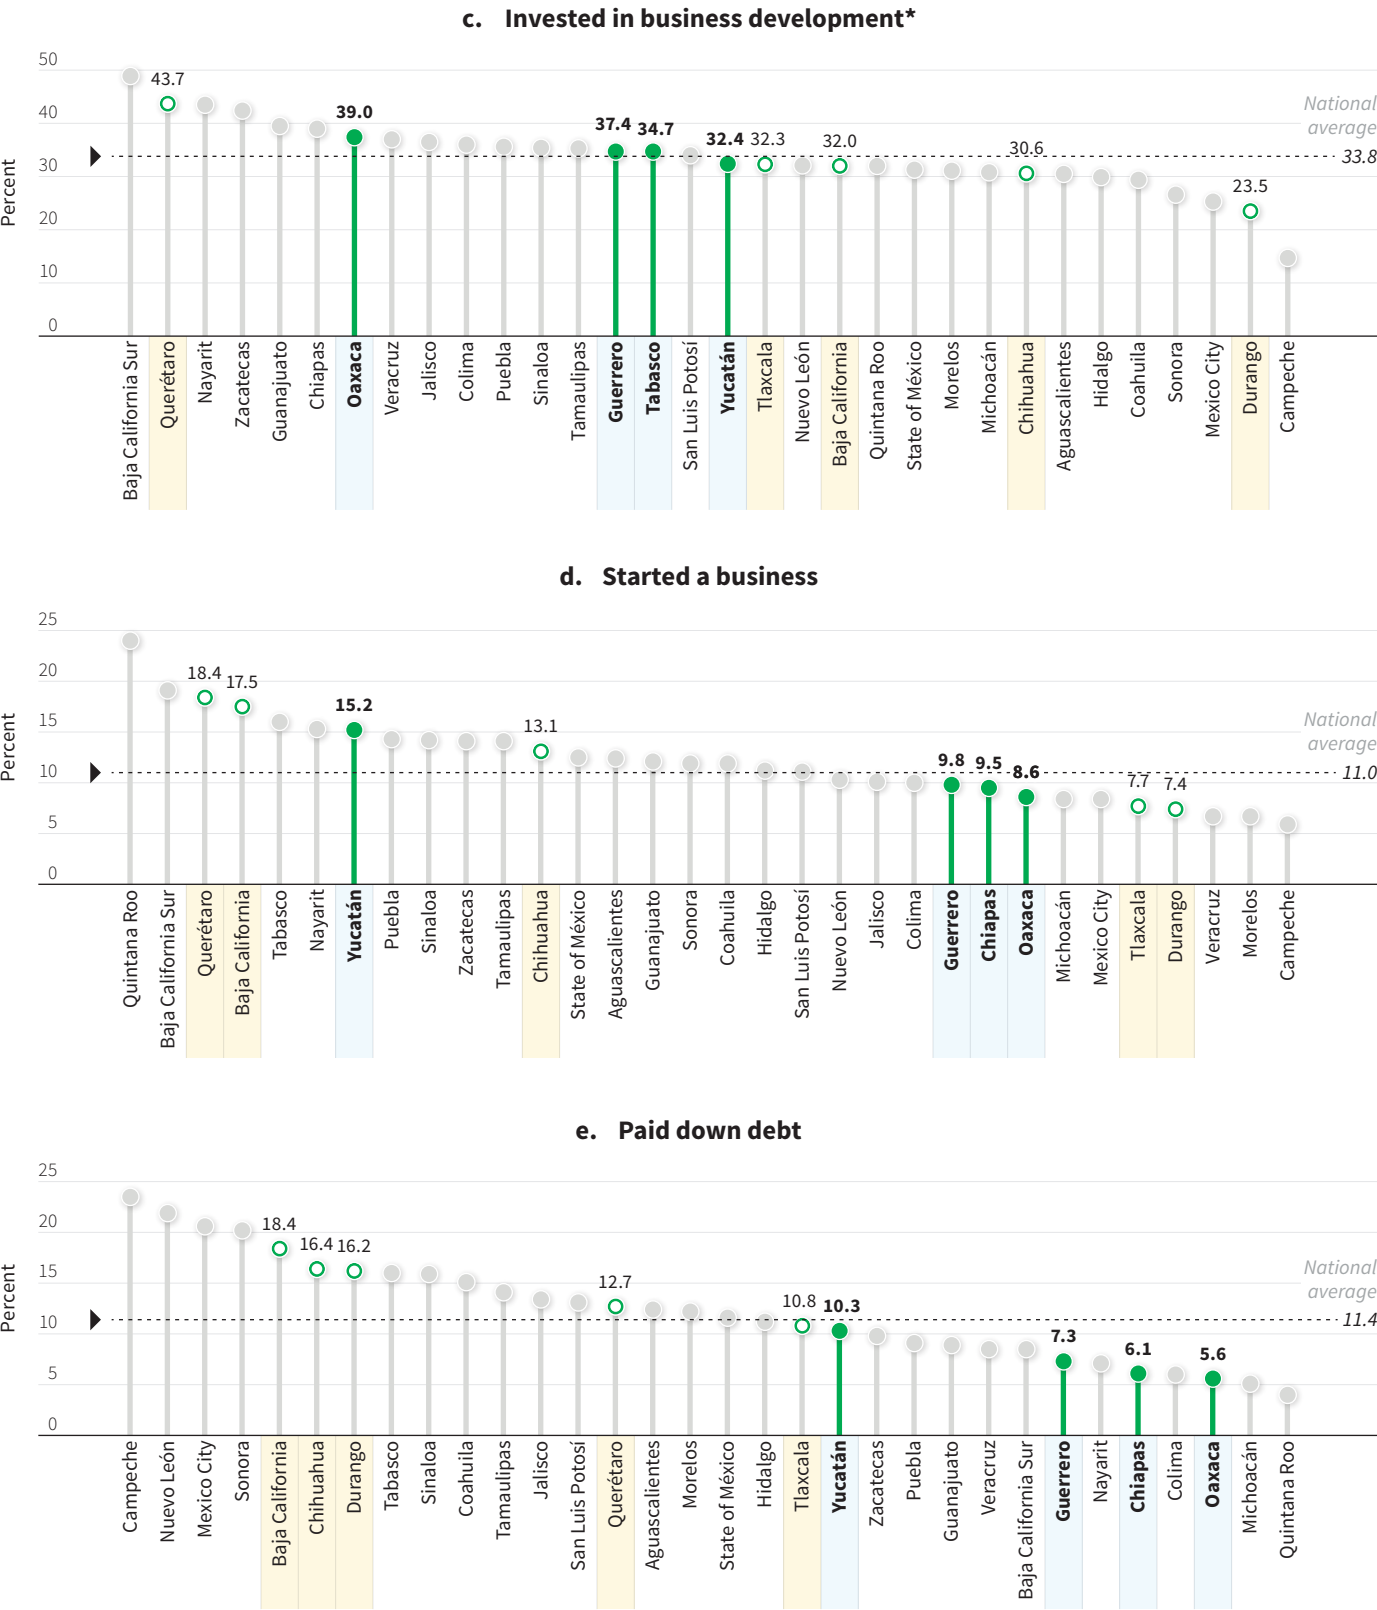 c. Invested in business development*
Percent
50
40
30
20
10
0
43.7
39.0
37.4
34.7
32.4
32.3
32.0
30.6
23.5
National
average
33.8
Baja California Sur
Querétaro
Nayarit
Zacatecas
Guanajuato
Chiapas
Oaxaca
Veracruz
Jalisco
Colima
Puebla
Sinaloa
Tamaulipas
Guerrero
Tabasco
San Luis Potosí
Yucatán
Tlaxcala
Nuevo León
Baja California
Quintana Roo
State of México
Morelos
Michoacán
Chihuahua
Aguascalientes
Hidalgo
Coahuila
Sonora
Mexico City
Durango
Campeche
d. Started a business
Percent
25
20
15
10
5
0
18.4
17.5
15.2
13.1
9.8
9.5
8.6
7.7
7.4
National
average
11.0
Quintana Roo
Baja California Sur
Querétaro
Baja California
Tabasco
Nayarit
Yucatán
Puebla
Sinaloa
Zacatecas
Tamaulipas
Chihuahua
State of México
Aguascalientes
Guanajuato
Sonora
Coahuila
Hidalgo
San Luis Potosí
Nuevo León
Jalisco
Colima
Guerrero
Chiapas
Oaxaca
Michoacán
Mexico City
Tlaxcala
Durango
Veracruz
Morelos
Campeche
e. Paid down debt
Percent
25
20
15
10
5
0
18.4
16.4
16.2
12.7
10.8
10.3
7.3
6.1
5.6
National
average
11.4
Campeche
Nuevo León
Mexico City
Sonora
Baja California
Chihuahua
Durango
Tabasco
Sinaloa
Coahuila
Tamaulipas
Jalisco
San Luis Potosí
Querétaro
Aguascalientes
Morelos
State of México
Hidalgo
Tlaxcala
Yucatán
Zacatecas
Puebla
Guanajuato
Veracruz
Baja California Sur
Guerrero
Nayarit
Chiapas
Colima
Oaxaca
Michoacán
Quintana Roo